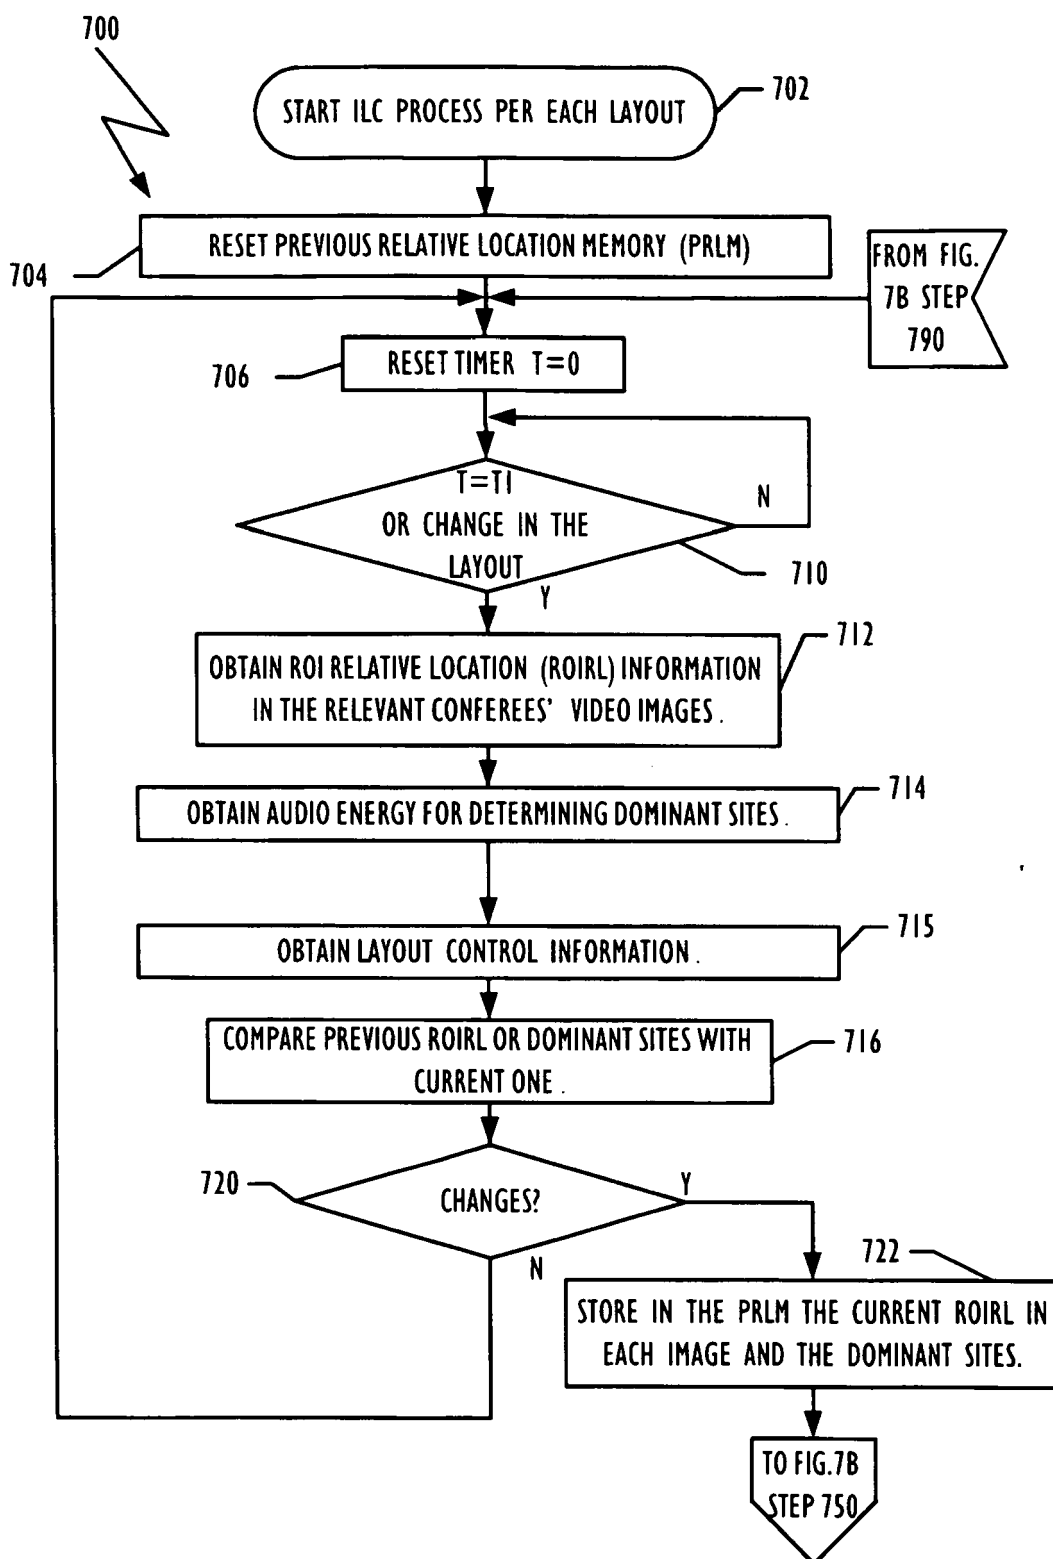 700
START ILC PROCESS PER EACH LAYOUT
702
RESET PREVIOUS RELATIVE LOCATION MEMORY (PRLM)
704
FROM FIG.
7B STEP
790
RESET TIMER T=0
706
T=T1
OR CHANGE IN THE
LAYOUT
N
710
Y
712
OBTAIN ROI RELATIVE LOCATION (ROIRL) INFORMATION
IN THE RELEVANT CONFEREES' VIDEO IMAGES.
714
OBTAIN AUDIO ENERGY FOR DETERMINING DOMINANT SITES.
715
OBTAIN LAYOUT CONTROL INFORMATION.
COMPARE PREVIOUS ROIRL OR DOMINANT SITES WITH
CURRENT ONE.
716
720
CHANGES?
Y
N
722
STORE IN THE PRLM THE CURRENT ROIRL IN
EACH IMAGE AND THE DOMINANT SITES.
TO FIG.7B
STEP 750